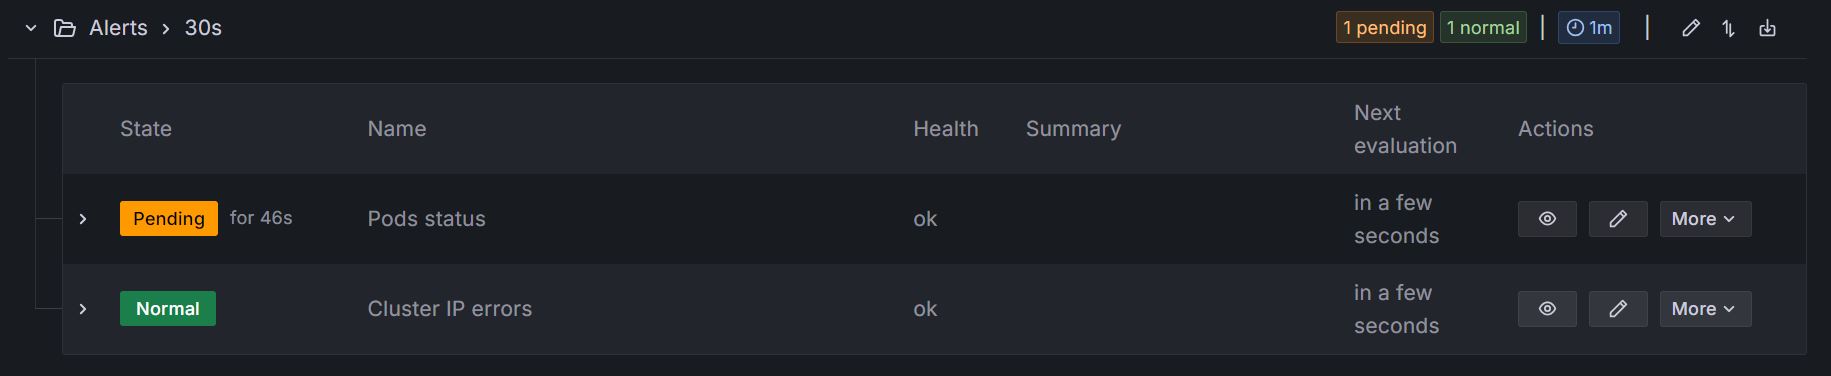 Alerts > 30s
1 pending 1 normal | 1m |
State Name Health Summary Next evaluation Actions
Pending for 46s Pods status ok in a few seconds More
Normal Cluster IP errors ok in a few seconds More